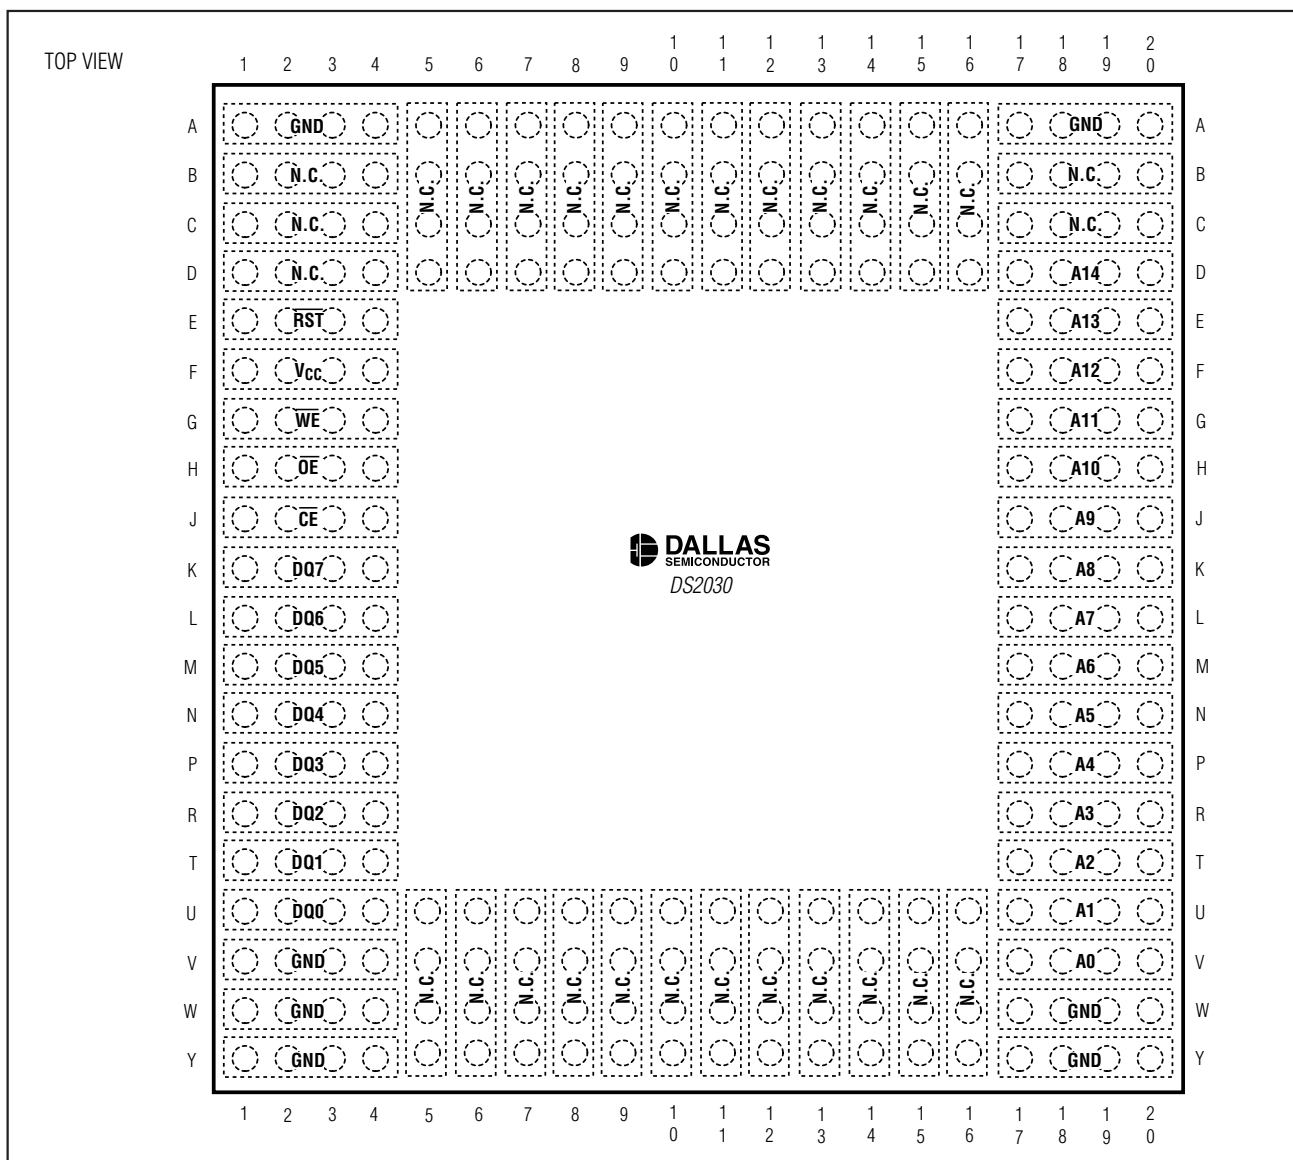 TOP VIEW
1 2 3 4 5 6 7 8 9 10 11 12 13 14 15 16 17 18 19 20
A GND GND A
B N.C. N.C. B
N.C. N.C. N.C. N.C. N.C. N.C. N.C. N.C. N.C. N.C. N.C. N.C.
C N.C. N.C. C
D N.C. A14 D
E RST A13 E
F VCC A12 F
G WE A11 G
H OE A10 H
J CE A9 J
DALLAS
SEMICONDUCTOR
K DQ7 A8 K
DS2030
L DQ6 A7 L
M DQ5 A6 M
N DQ4 A5 N
P DQ3 A4 P
R DQ2 A3 R
T DQ1 A2 T
U DQ0 A1 U
V GND A0 V
N.C. N.C. N.C. N.C. N.C. N.C. N.C. N.C. N.C. N.C. N.C. N.C.
W GND GND W
Y GND GND Y
1 2 3 4 5 6 7 8 9 10 11 12 13 14 15 16 17 18 19 20